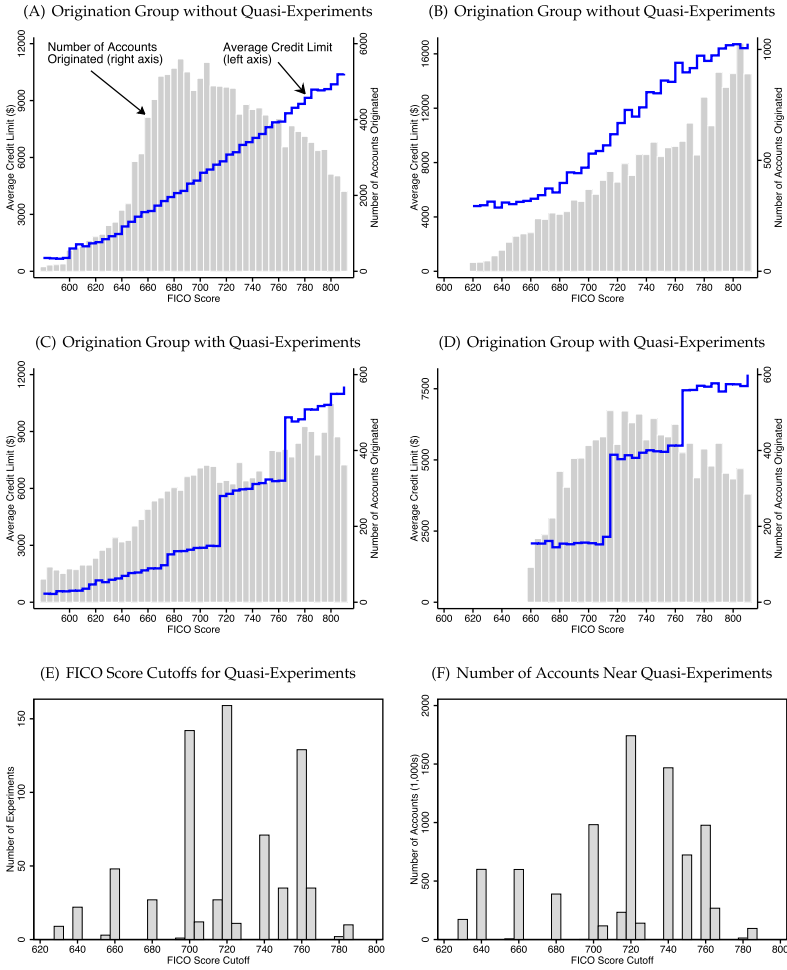 (A) Origination Group without Quasi-Experiments
Average Credit Limit ($)
0 3000 6000 9000 12000
Number of Accounts
Originated (right axis)
Average Credit Limit
(left axis)
Number of Accounts Originated
0 2000 4000 6000
600 620 640 660 680 700 720 740 760 780 800
FICO Score
(B) Origination Group without Quasi-Experiments
Average Credit Limit ($)
0 4000 8000 12000 16000
Number of Accounts Originated
0 500 1000
600 620 640 660 680 700 720 740 760 780 800
FICO Score
(C) Origination Group with Quasi-Experiments
Average Credit Limit ($)
0 3000 6000 9000 12000
Number of Accounts Originated
0 200 400 600
600 620 640 660 680 700 720 740 760 780 800
FICO Score
(D) Origination Group with Quasi-Experiments
Average Credit Limit ($)
0 2500 5000 7500
Number of Accounts Originated
0 200 400 600
600 620 640 660 680 700 720 740 760 780 800
FICO Score
(E) FICO Score Cutoffs for Quasi-Experiments
Number of Experiments
0 50 100 150
620 640 660 680 700 720 740 760 780 800
FICO Score Cutoff
(F) Number of Accounts Near Quasi-Experiments
Number of Accounts (1,000s)
0 500 1000 1500 2000
620 640 660 680 700 720 740 760 780 800
FICO Score Cutoff